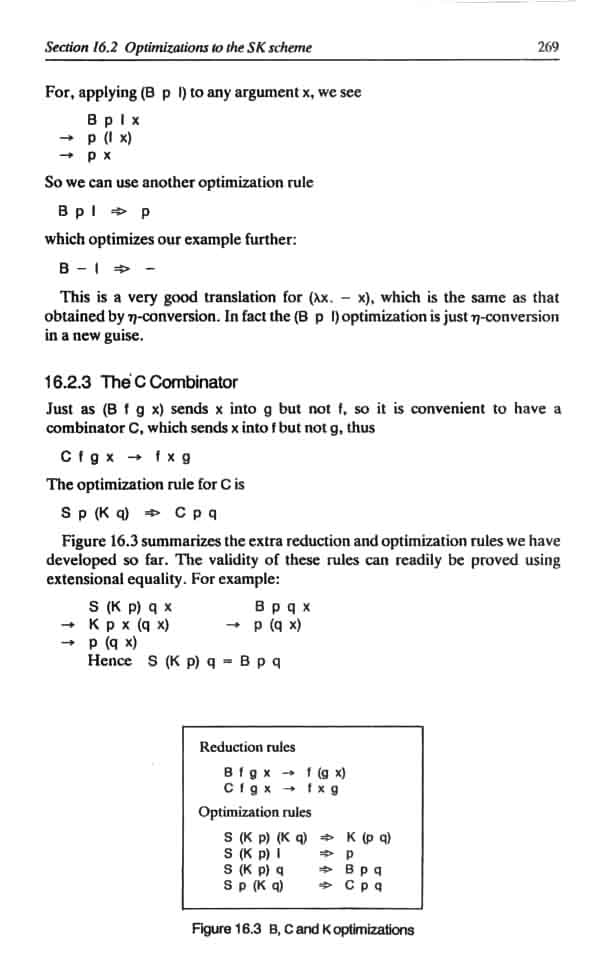 Section 16.2 Optimizations to the SK scheme 269
For, applying (B p I) to any argument x, we see
B p I x
→ p (I x)
→ p x
So we can use another optimization rule
B p I ⇒ p
which optimizes our example further:
B − I ⇒ −
This is a very good translation for (λx. − x), which is the same as that
obtained by η-conversion. In fact the (B p I) optimization is just η-conversion
in a new guise.
16.2.3 The C Combinator
Just as (B f g x) sends x into g but not f, so it is convenient to have a
combinator C, which sends x into f but not g, thus
C f g x → f x g
The optimization rule for C is
S p (K q) ⇒ C p q
Figure 16.3 summarizes the extra reduction and optimization rules we have
developed so far. The validity of these rules can readily be proved using
extensional equality. For example:
S (K p) q x B p q x
→ K p x (q x) → p (q x)
→ p (q x)
Hence S (K p) q = B p q
Reduction rules
B f g x → f (g x)
C f g x → f x g
Optimization rules
S (K p) (K q) ⇒ K (p q)
S (K p) I ⇒ p
S (K p) q ⇒ B p q
S p (K q) ⇒ C p q
Figure 16.3 B, C and K optimizations